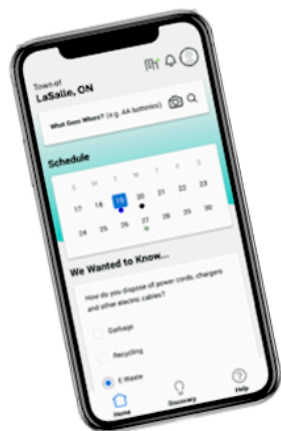 Town of
LaSalle, ON
What Goes Where? (e.g. AA batteries)
Schedule
S M T W T F S
17 18 19 20 21 22 23
24 25 26 27 28 29 30
We Wanted to Know...
How do you dispose of power cords, chargers
and other electric cables?
Garbage
Recycling
E-Waste
Home Discovery Help